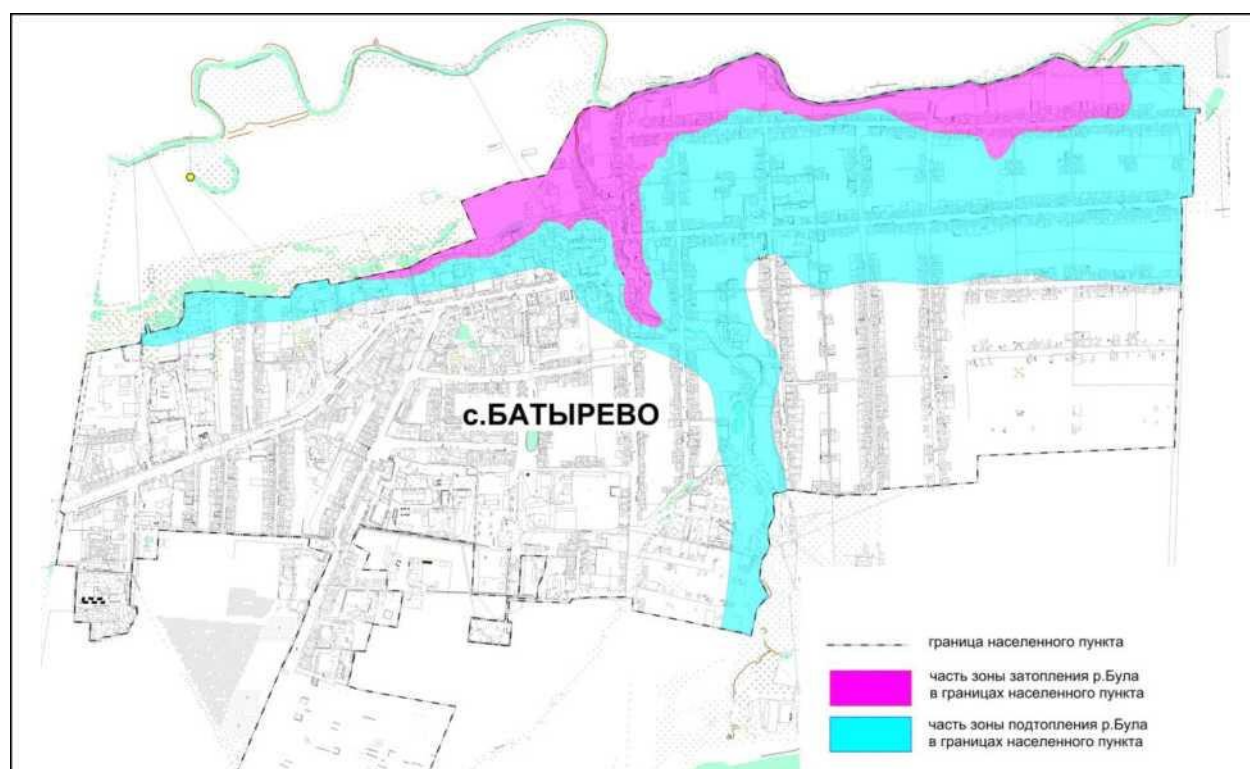 с.БАТЫРЕВО
граница населенного пункта
часть зоны затопления р.Була
в границах населенного пункта
часть зоны подтопления р.Була
в границах населенного пункта